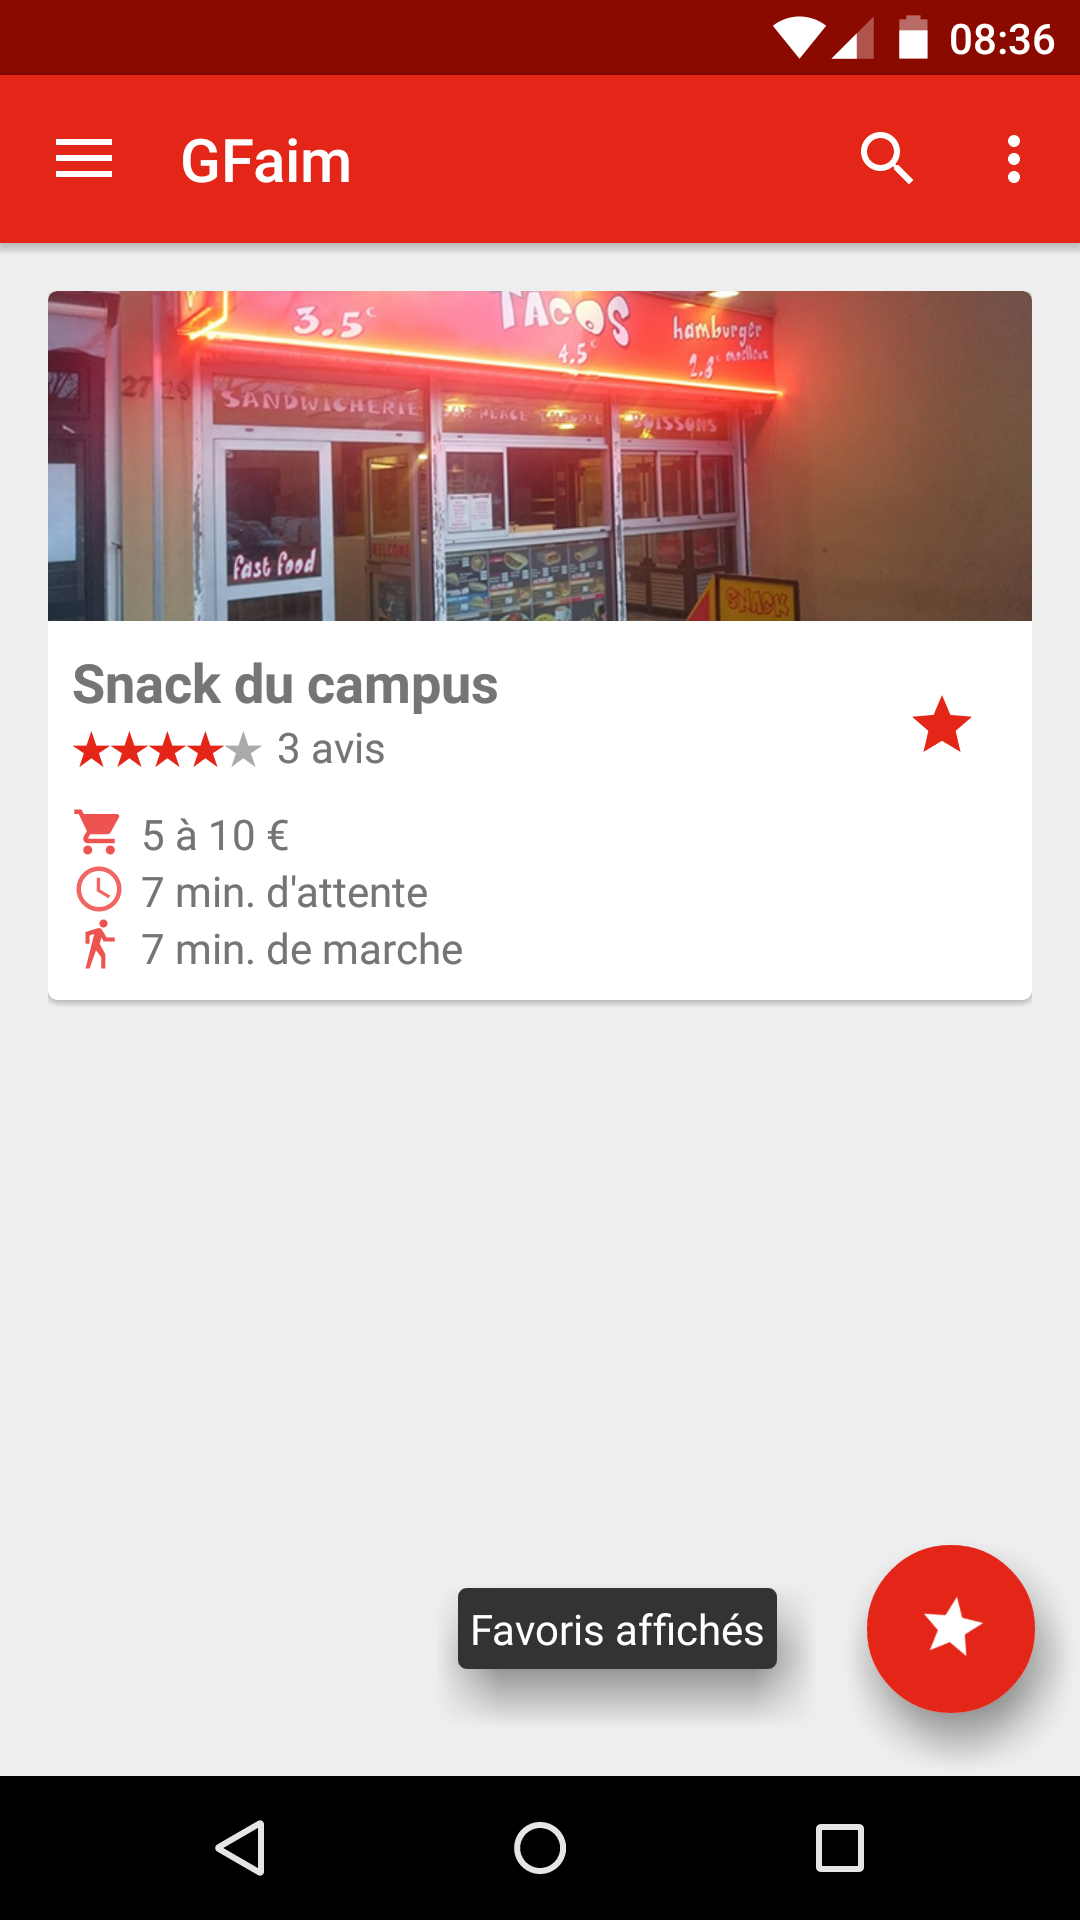 08:36
GFaim
TACOS
3.5€
4.5€
hamburger
2.8€ moelleux
27 29
SANDWICHERIE
SUR PLACE EMPORTE
BOISSONS
WELCOME
fast food
SNACK
Snack du campus
3 avis
5 à 10 €
7 min. d'attente
7 min. de marche
Favoris affichés